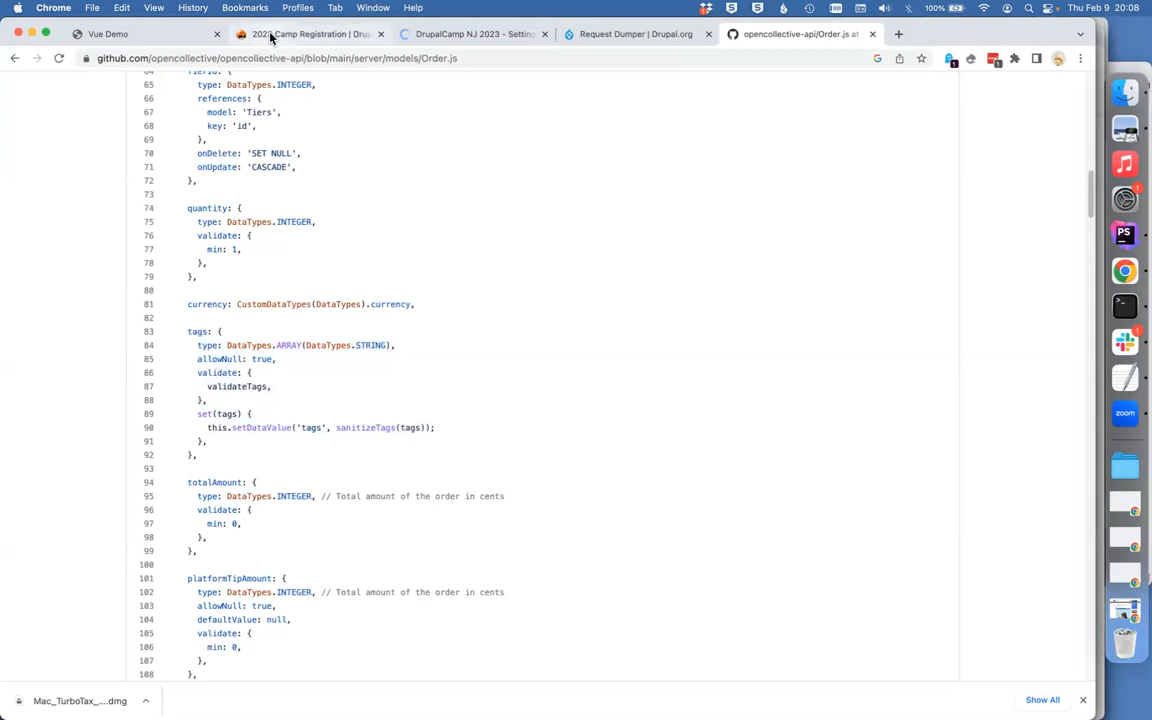 Chrome File Edit View History Bookmarks Profiles Tab Window Help 100% Thu Feb 9 20:08
Vue Demo
2023 Camp Registration | Dru
DrupalCamp NJ 2023 - Setting
Request Dumper | Drupal.org
opencollective-api/Order.js at
github.com/opencollective/opencollective-api/blob/main/server/models/Order.js
64 TierId: {
65 type: DataTypes.INTEGER,
66 references: {
67 model: 'Tiers',
68 key: 'id',
69 },
70 onDelete: 'SET NULL',
71 onUpdate: 'CASCADE',
72 },
73
74 quantity: {
75 type: DataTypes.INTEGER,
76 validate: {
77 min: 1,
78 },
79 },
80
81 currency: CustomDataTypes(DataTypes).currency,
82
83 tags: {
84 type: DataTypes.ARRAY(DataTypes.STRING),
85 allowNull: true,
86 validate: {
87 validateTags,
88 },
89 set(tags) {
90 this.setDataValue('tags', sanitizeTags(tags));
91 },
92 },
93
94 totalAmount: {
95 type: DataTypes.INTEGER, // Total amount of the order in cents
96 validate: {
97 min: 0,
98 },
99 },
100
101 platformTipAmount: {
102 type: DataTypes.INTEGER, // Total amount of the order in cents
103 allowNull: true,
104 defaultValue: null,
105 validate: {
106 min: 0,
107 },
108 },
PS
zoom
Mac_TurboTax_....dmg
Show All